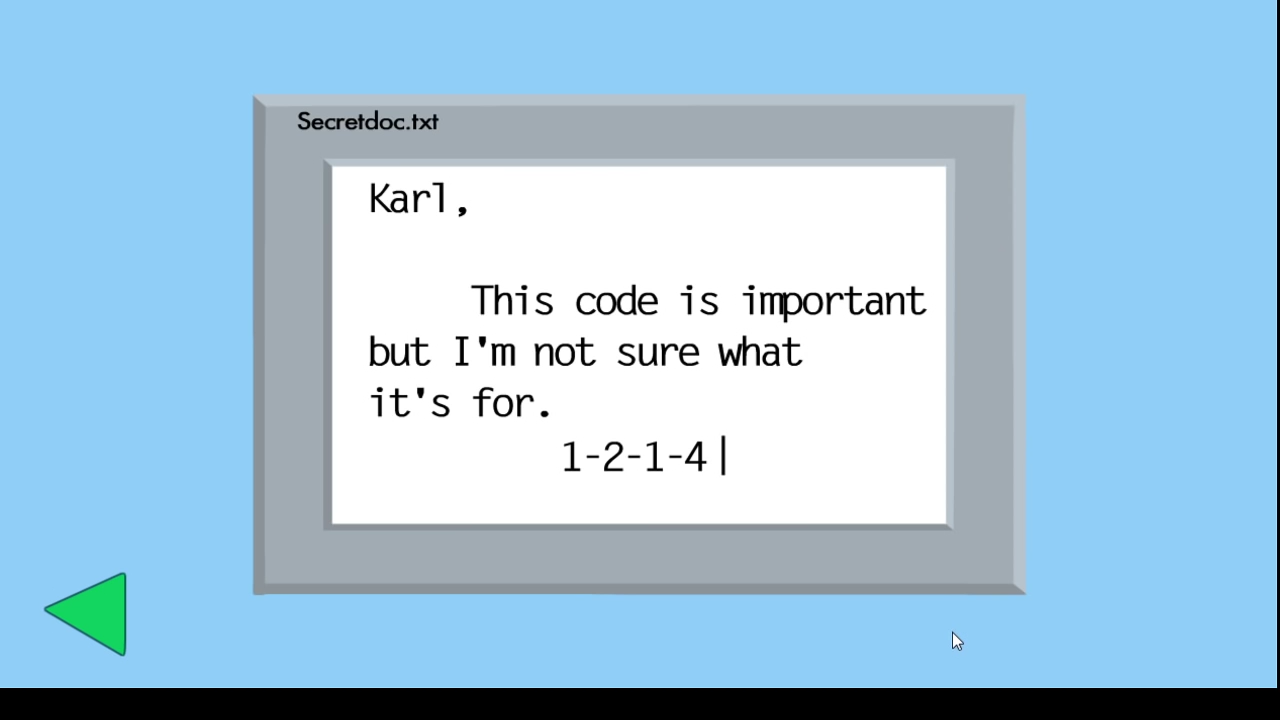 Secretdoc.txt
Karl,
This code is important
but I'm not sure what
it's for.
1-2-1-4